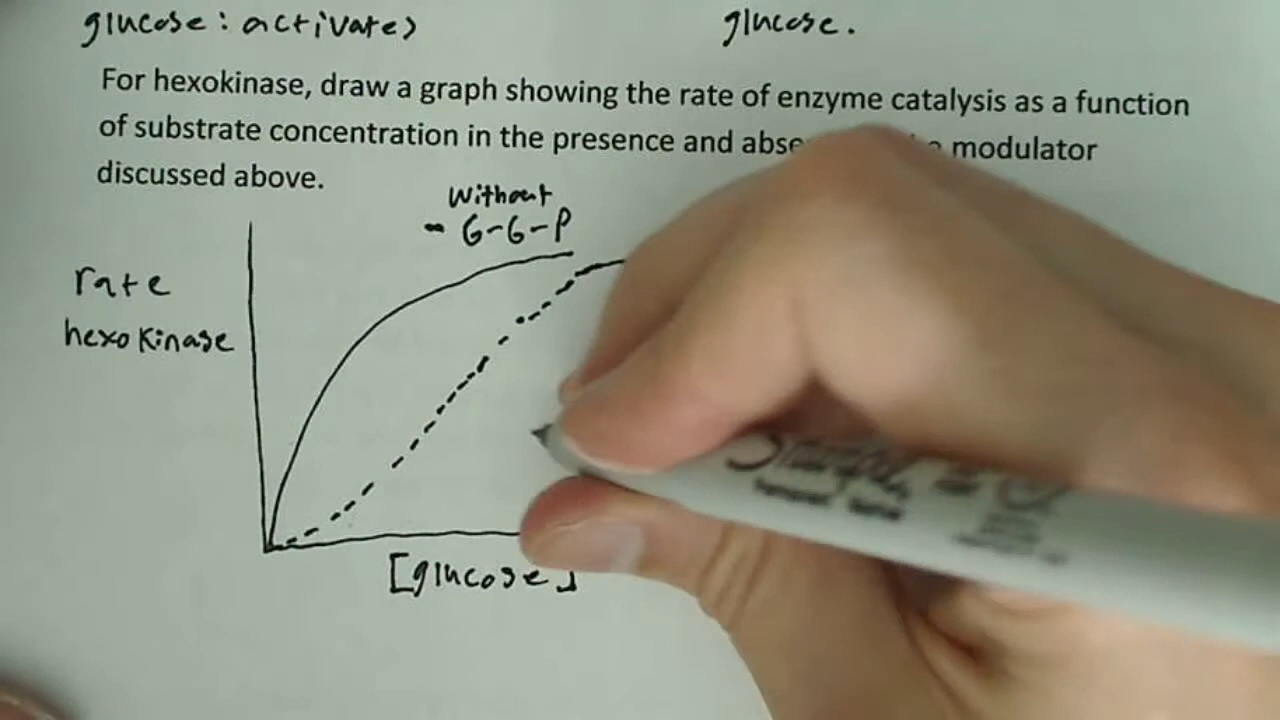 glucose: activates
glucose.
For hexokinase, draw a graph showing the rate of enzyme catalysis as a function
of substrate concentration in the presence and modulator
discussed above.
without
- G-6-P
rate
hexokinase
[glucose]